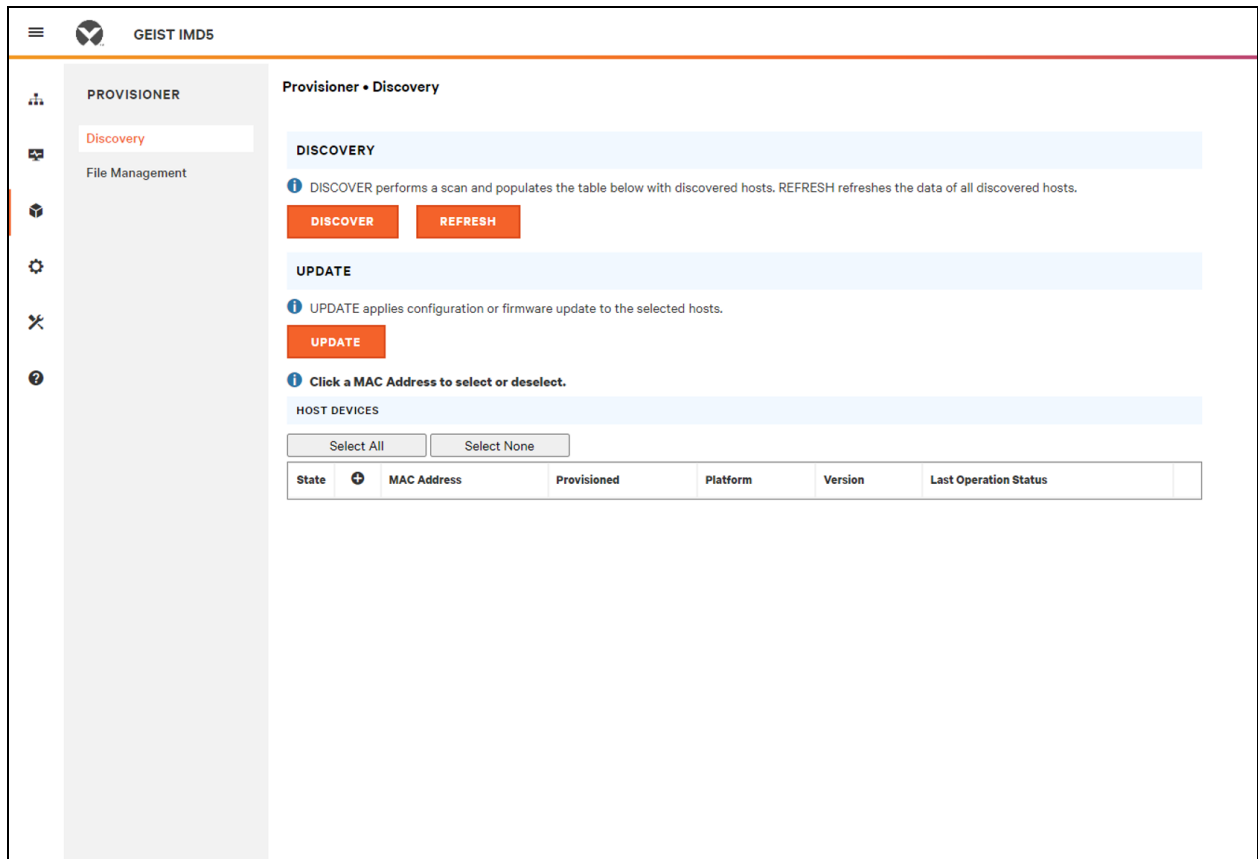 GEIST IMD5
PROVISIONER
Discovery
File Management
Provisioner • Discovery
DISCOVERY
DISCOVER performs a scan and populates the table below with discovered hosts. REFRESH refreshes the data of all discovered hosts.
DISCOVER REFRESH
UPDATE
UPDATE applies configuration or firmware update to the selected hosts.
UPDATE
Click a MAC Address to select or deselect.
HOST DEVICES
Select All Select None
State MAC Address Provisioned Platform Version Last Operation Status